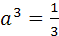 a³ = 1/3